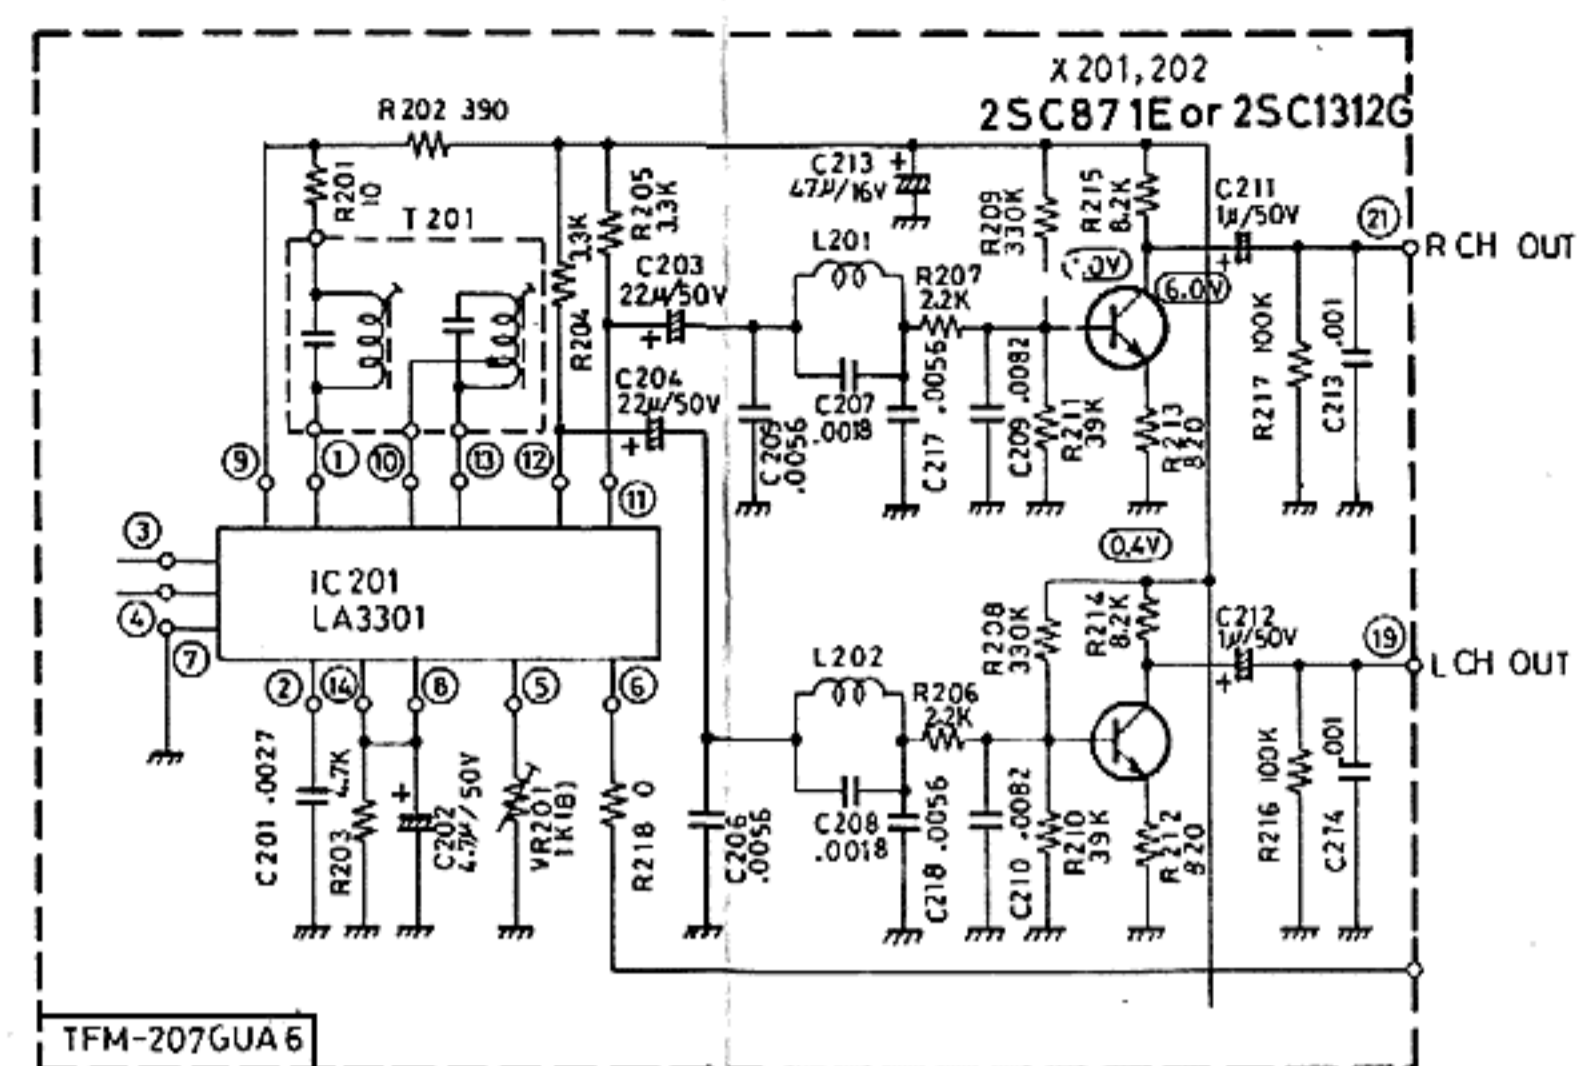 X 201, 202
2SC871E or 2SC1312G
R202 390
R201
10
T 201
R205
3.3K
3.3K
R204
C213
47µ/16V
R209
330K
R215
8.2K
C211
1µ/50V
21
R CH OUT
L201
C203
22µ/50V
R207
2.2K
6.0V
C204
22µ/50V
C207
.0018
.0056
C217 .0056
C209 .0082
R211
39K
R213
820
R217 100K
C213 .001
9
1
10
13
12
11
3
4
7
IC 201
LA3301
0.4V
2
14
8
5
6
L202
R206
2.2K
R208
330K
R214
8.2K
C212
1µ/50V
19
L CH OUT
C201 .0027
4.7K
R203
C202
4.7µ/50V
VR201
1K(B)
R218 0
C206
.0056
C208
.0018
C218 .0056
C210 .0082
R210
39K
R212
820
R216 100K
C214 .001
TFM-207GUA6